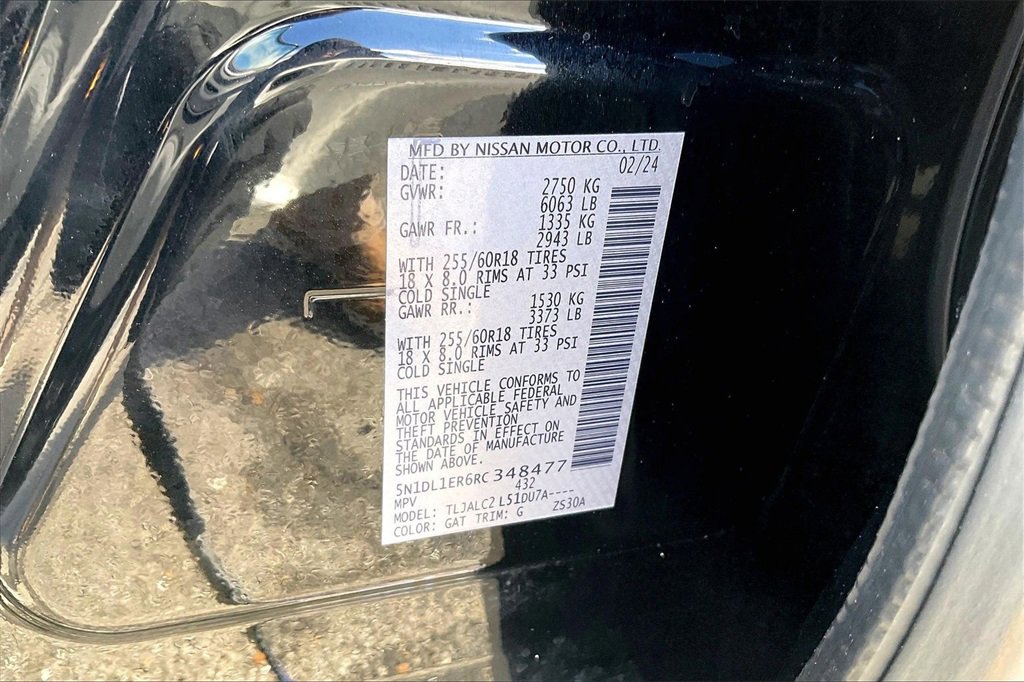 MFD BY NISSAN MOTOR CO., LTD.
DATE: 02/24
GVWR: 2750 KG
6063 LB
GAWR FR.: 1335 KG
2943 LB
WITH 255/60R18 TIRES
18 X 8.0 RIMS AT 33 PSI
COLD SINGLE
GAWR RR.: 1530 KG
3373 LB
WITH 255/60R18 TIRES
18 X 8.0 RIMS AT 33 PSI
COLD SINGLE
THIS VEHICLE CONFORMS TO
ALL APPLICABLE FEDERAL
MOTOR VEHICLE SAFETY AND
THEFT PREVENTION
STANDARDS IN EFFECT ON
THE DATE OF MANUFACTURE
SHOWN ABOVE.
5N1DL1ER6RC348477
MPV 432
MODEL: TLJALC2 L51DU7A----
COLOR: GAT TRIM: G ZS30A